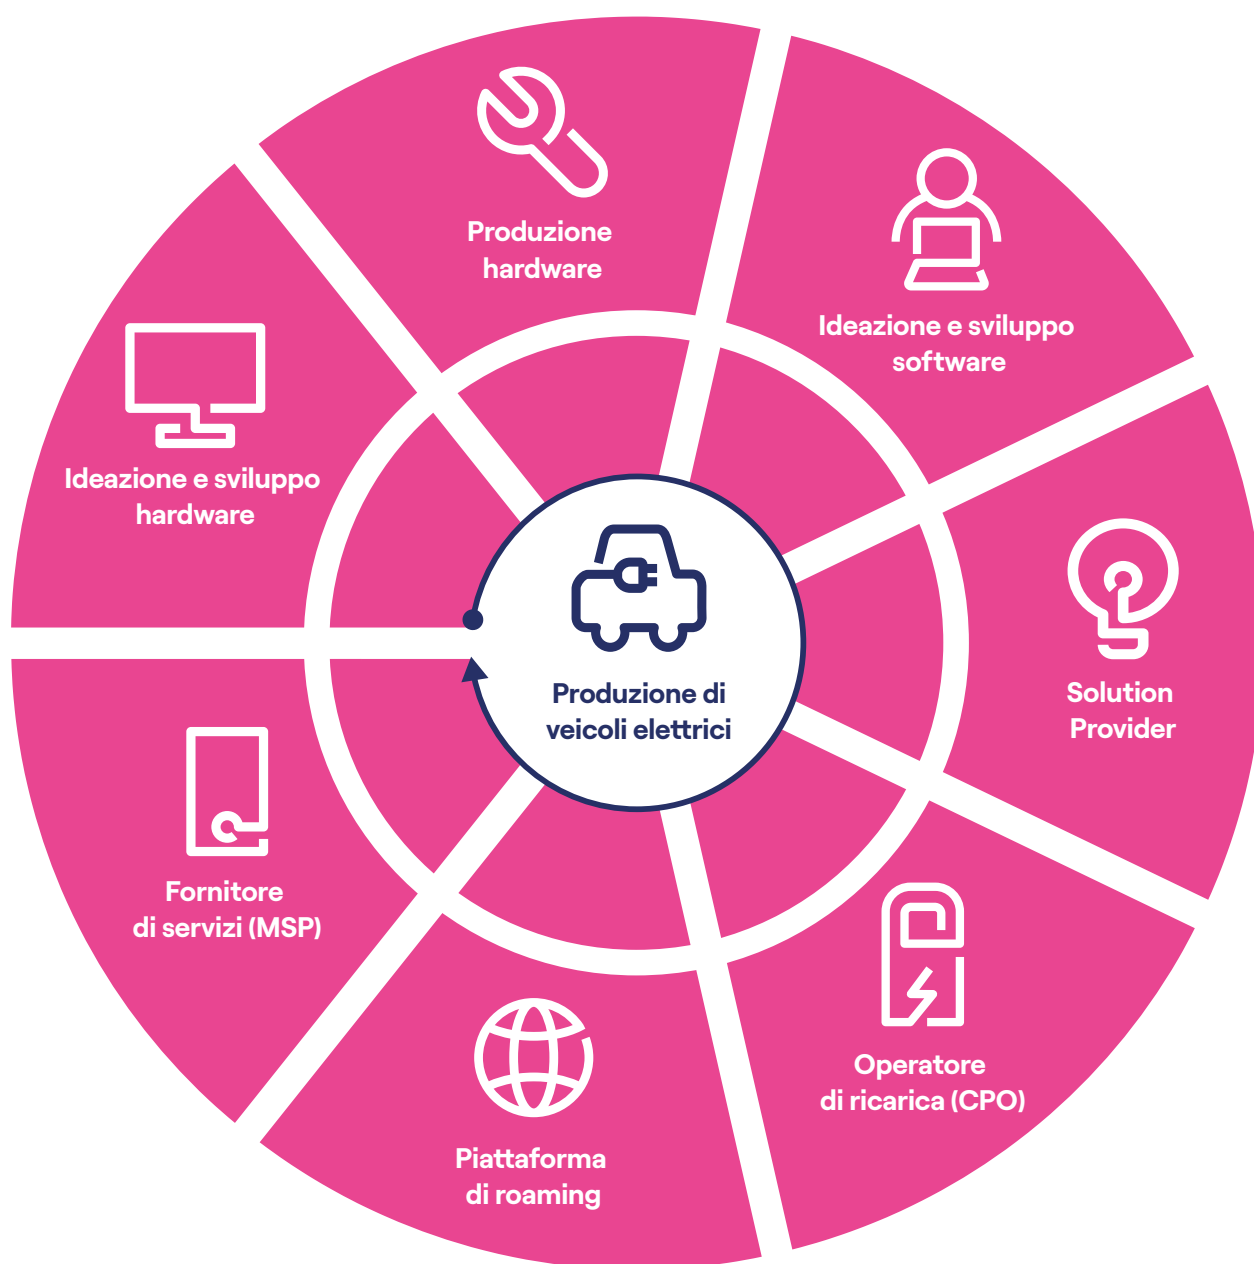 Produzione
hardware
Ideazione e sviluppo
software
Ideazione e sviluppo
hardware
Solution
Provider
Produzione di
veicoli elettrici
Fornitore
di servizi (MSP)
Operatore
di ricarica (CPO)
Piattaforma
di roaming